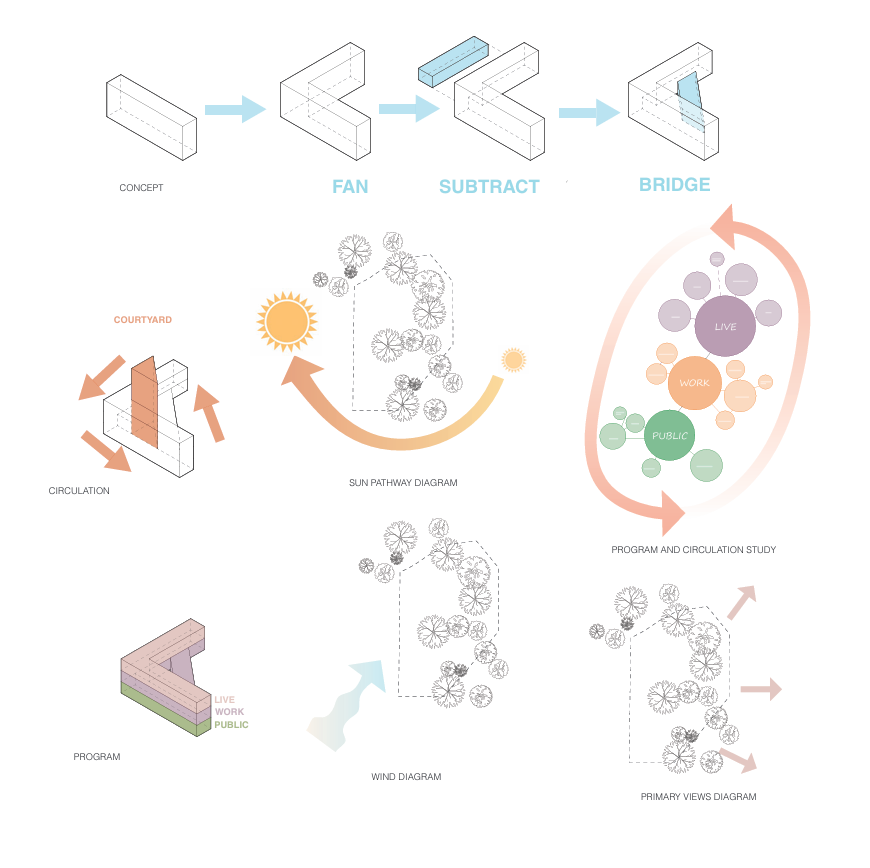 CONCEPT
FAN
SUBTRACT
BRIDGE
COURTYARD
CIRCULATION
SUN PATHWAY DIAGRAM
LIVE
WORK
PUBLIC
PROGRAM AND CIRCULATION STUDY
LIVE
WORK
PUBLIC
PROGRAM
WIND DIAGRAM
PRIMARY VIEWS DIAGRAM